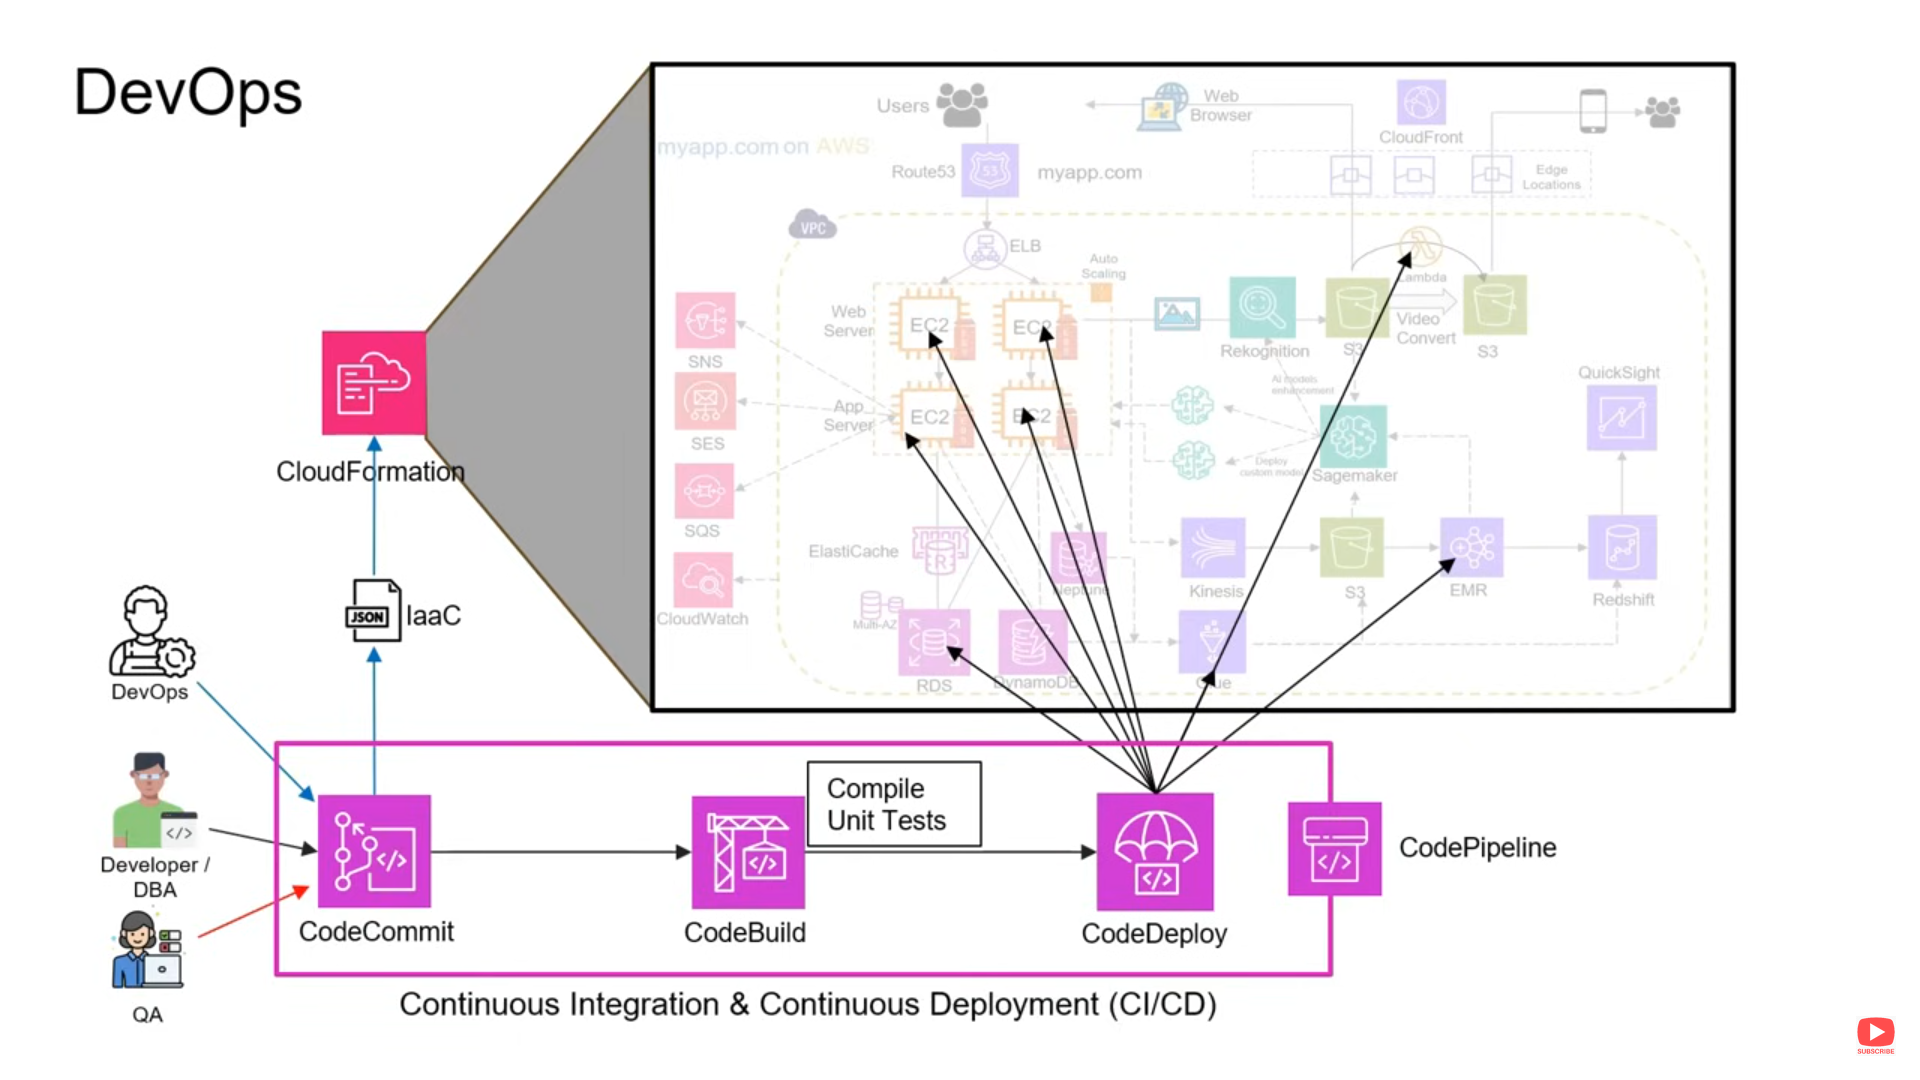 DevOps
Users
Web
Browser
CloudFront
myapp.com on AWS
Route53
53
myapp.com
Edge
Locations
VPC
ELB
Auto
Scaling
Lambda
Web
Server
EC2
EC2
SNS
Rekognition
S3
Video
Convert
S3
AI models
enhancement
QuickSight
App
Server
EC2
EC2
SES
Deploy
custom model
Sagemaker
CloudFormation
SQS
ElastiCache
R
Neptune
Kinesis
S3
EMR
Redshift
CloudWatch
Multi-AZ
RDS
DynamoDB
Glue
JSON
IaaC
DevOps
Compile
Unit Tests
Developer /
DBA
CodeCommit
CodeBuild
CodeDeploy
CodePipeline
QA
Continuous Integration & Continuous Deployment (CI/CD)
SUBSCRIBE